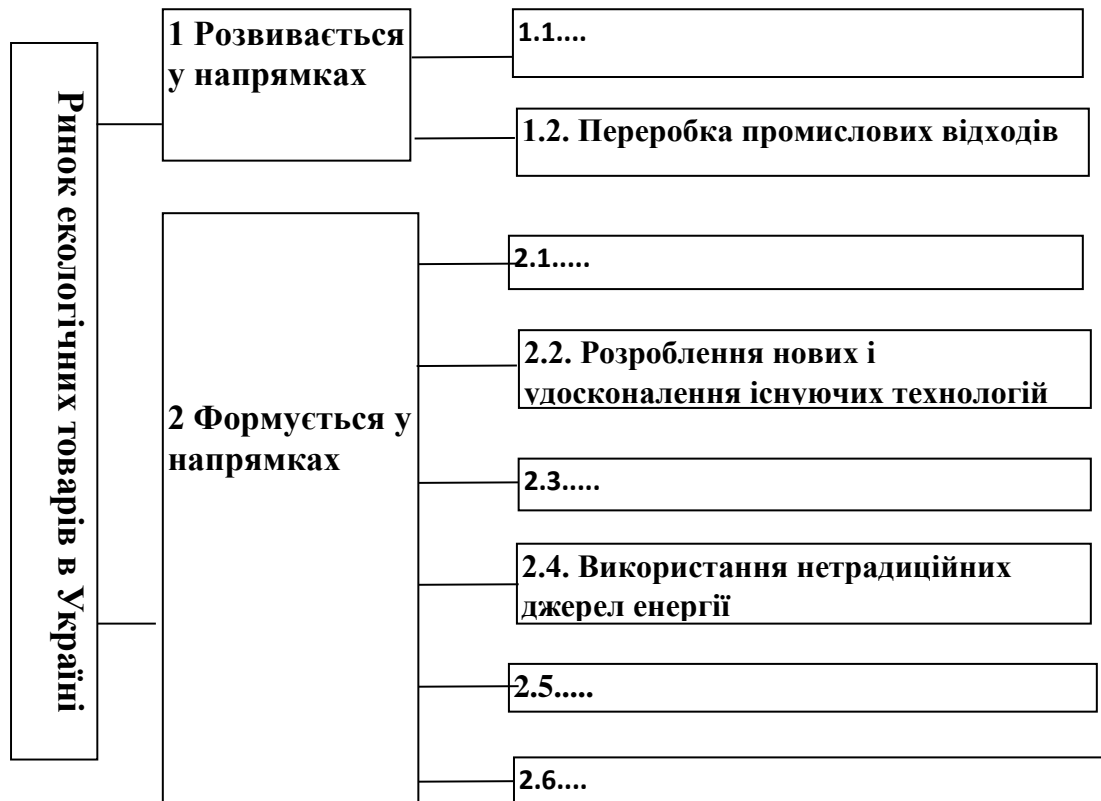 Ринок екологічних товарів в Україні
1 Розвивається
у напрямках
1.1....
1.2. Переробка промислових відходів
2 Формується у
напрямках
2.1.....
2.2. Розроблення нових і
удосконалення існуючих технологій
2.3.....
2.4. Використання нетрадиційних
джерел енергії
2.5.....
2.6....